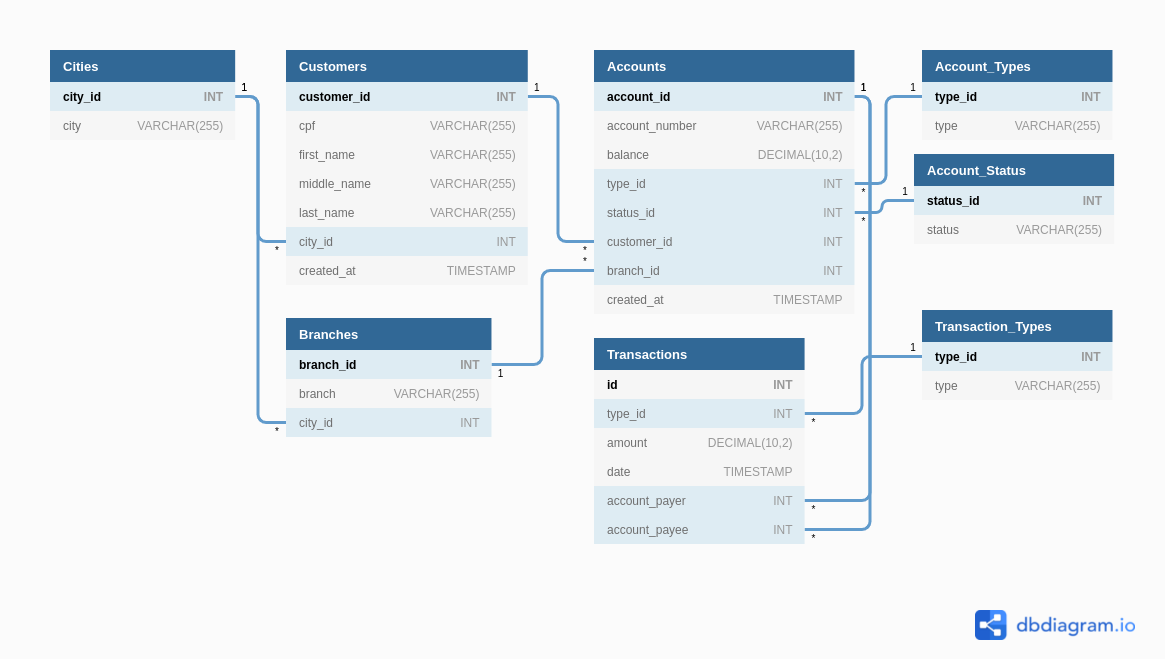 Cities
city_id INT
city VARCHAR(255)
1
Customers
customer_id INT
cpf VARCHAR(255)
first_name VARCHAR(255)
middle_name VARCHAR(255)
last_name VARCHAR(255)
city_id INT
created_at TIMESTAMP
1
*
Branches
branch_id INT
branch VARCHAR(255)
city_id INT
1
*
Accounts
account_id INT
account_number VARCHAR(255)
balance DECIMAL(10,2)
type_id INT
status_id INT
customer_id INT
branch_id INT
created_at TIMESTAMP
1
*
*
*
*
Transactions
id INT
type_id INT
amount DECIMAL(10,2)
date TIMESTAMP
account_payer INT
account_payee INT
*
*
*
Account_Types
type_id INT
type VARCHAR(255)
1
Account_Status
status_id INT
status VARCHAR(255)
1
Transaction_Types
type_id INT
type VARCHAR(255)
1
dbdiagram.io